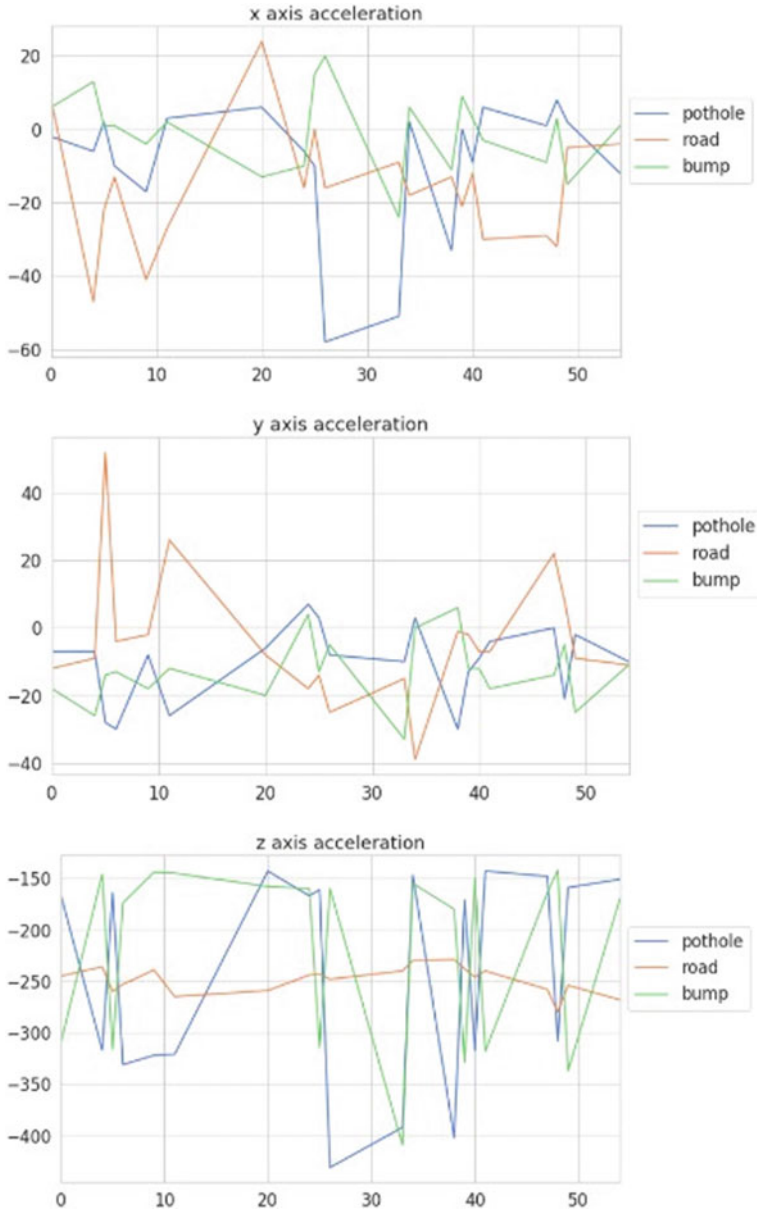 x axis acceleration
20
0
−20
−40
−60
0 10 20 30 40 50
pothole
road
bump
y axis acceleration
40
20
0
−20
−40
0 10 20 30 40 50
pothole
road
bump
z axis acceleration
−150
−200
−250
−300
−350
−400
0 10 20 30 40 50
pothole
road
bump